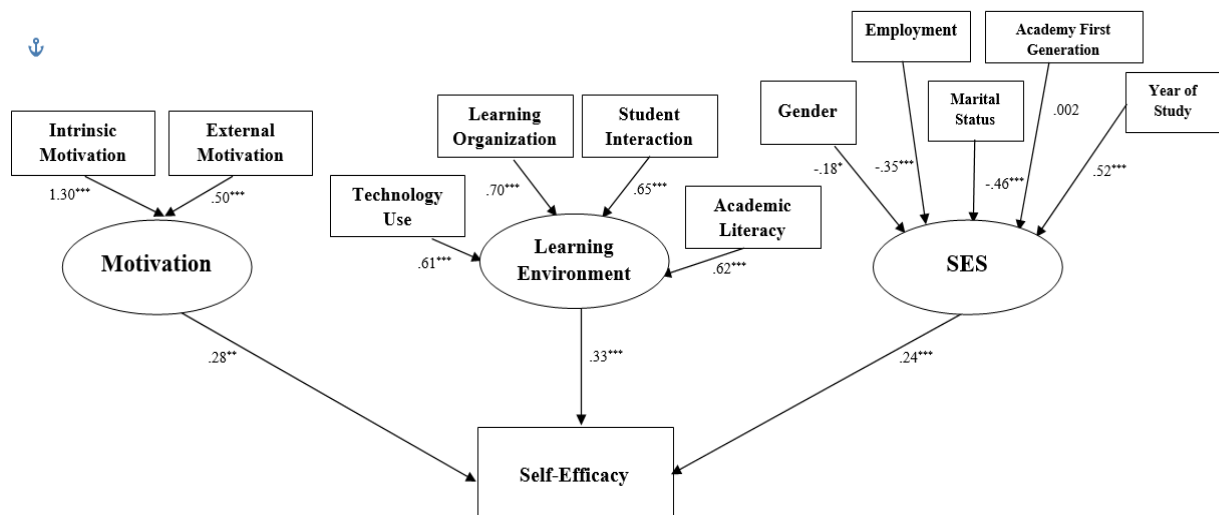 Employment
Academy First
Generation
Gender
Marital
Status
Year of
Study
.002
-.18*
-.35***
-.46***
.52***
Intrinsic
Motivation
External
Motivation
1.30***
.50***
Learning
Organization
Student
Interaction
Technology
Use
.70***
.65***
Academic
Literacy
.61***
.62***
Motivation
Learning
Environment
SES
.28**
.33***
.24***
Self-Efficacy